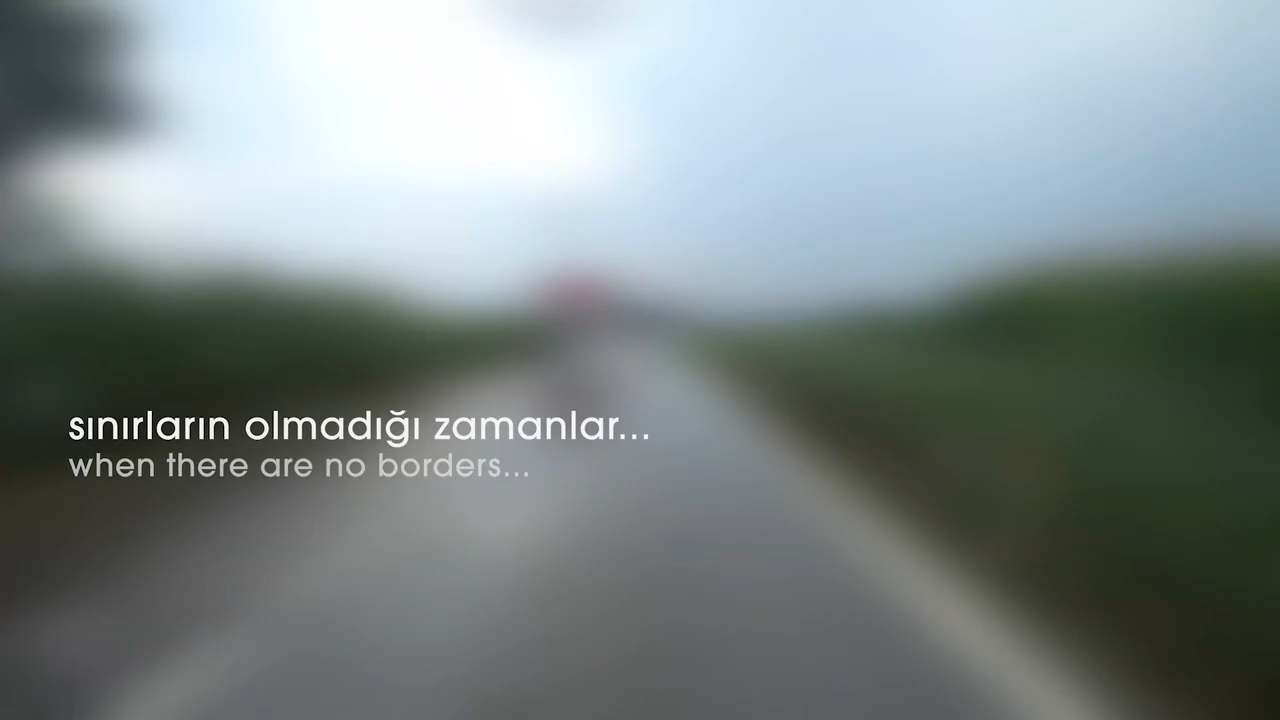 sınırların olmadığı zamanlar...
when there are no borders...